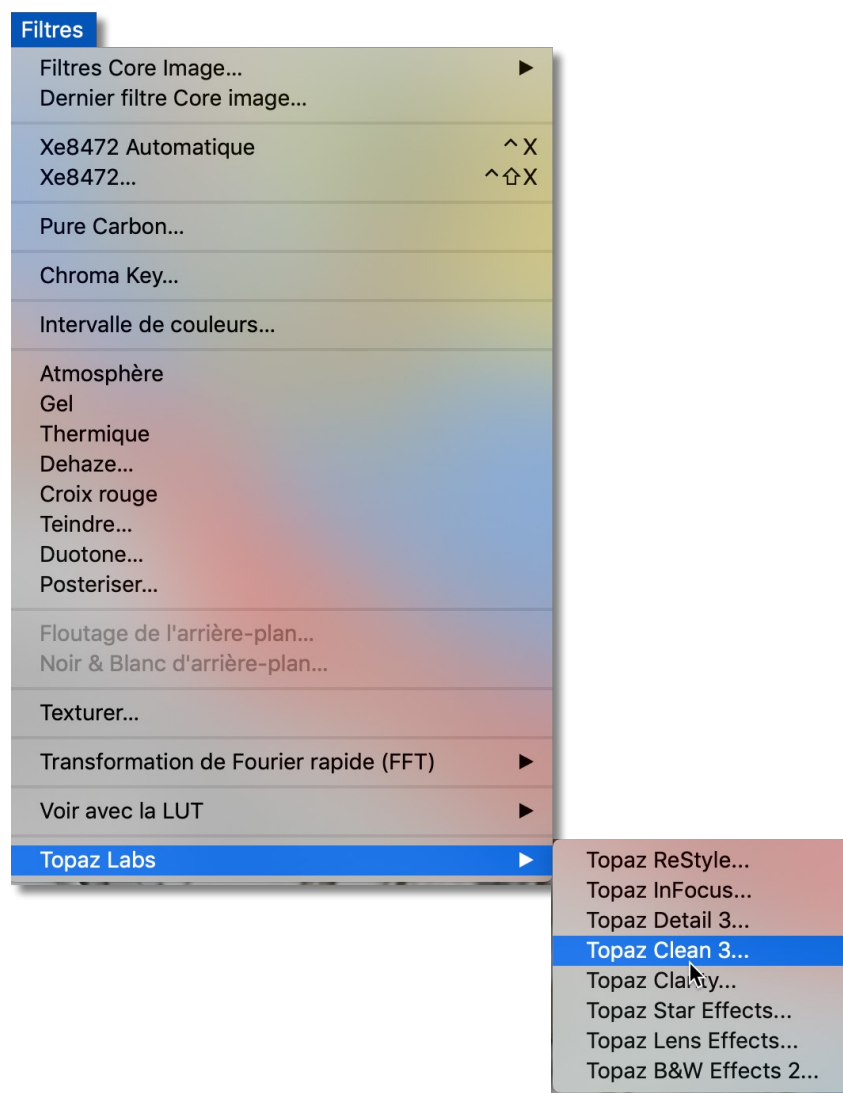 Filtres
Filtres Core Image...
Dernier filtre Core image...
Xe8472 Automatique ^ X
Xe8472... ^⇧X
Pure Carbon...
Chroma Key...
Intervalle de couleurs...
Atmosphère
Gel
Thermique
Dehaze...
Croix rouge
Teindre...
Duotone...
Posteriser...
Floutage de l'arrière-plan...
Noir & Blanc d'arrière-plan...
Texturer...
Transformation de Fourier rapide (FFT)
Voir avec la LUT
Topaz Labs
Topaz ReStyle...
Topaz InFocus...
Topaz Detail 3...
Topaz Clean 3...
Topaz Clarity...
Topaz Star Effects...
Topaz Lens Effects...
Topaz B&W Effects 2...